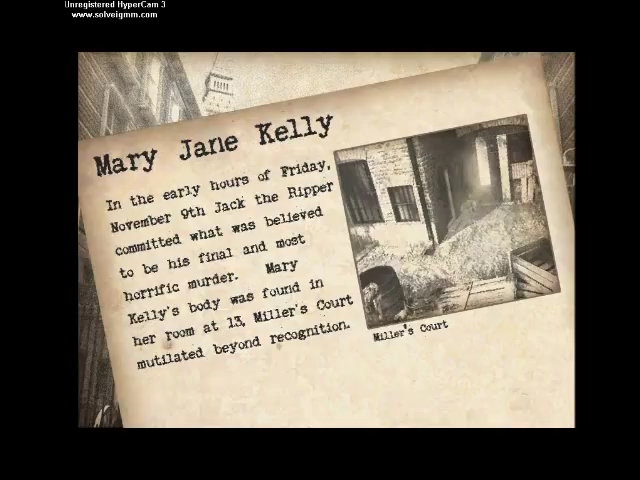 Unregistered HyperCam 3
www.solveigmm.com
Mary Jane Kelly
In the early hours of Friday,
November 9th Jack the Ripper
committed what was believed
to be his final and most
horrific murder. Mary
Kelly's body was found in
her room at 13, Miller's Court
mutilated beyond recognition.
Miller's Court